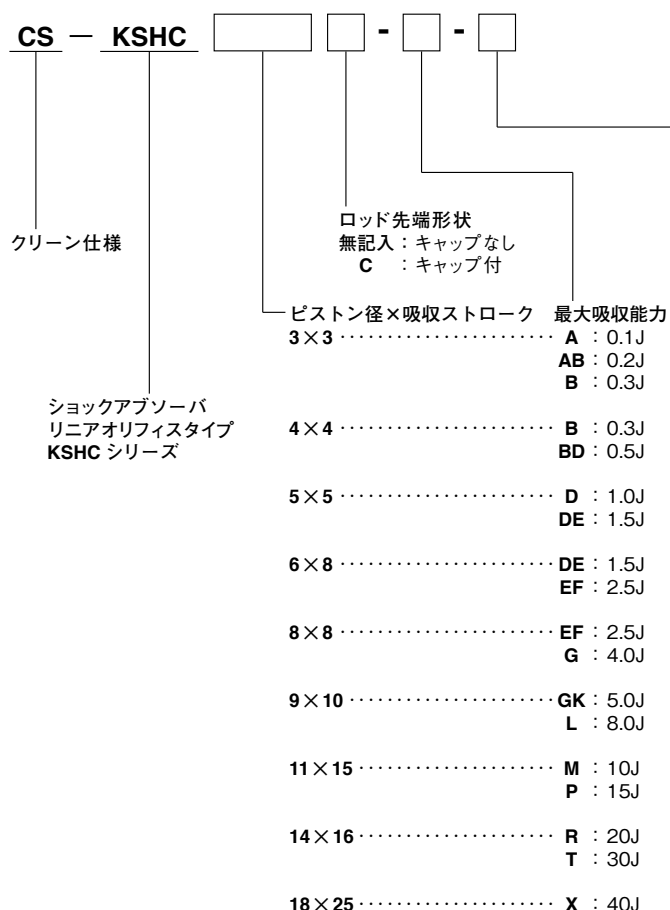 CS － KSHC - -
クリーン仕様
ショックアブソーバ
リニアオリフィスタイプ
KSHC シリーズ
ロッド先端形状
無記入：キャップなし
C ：キャップ付
ピストン径×吸収ストローク 最大吸収能力
3×3 ······················· A ：0.1J
AB：0.2J
B ：0.3J
4×4 ······················· B ：0.3J
BD：0.5J
5×5 ······················· D ：1.0J
DE：1.5J
6×8 ······················· DE：1.5J
EF：2.5J
8×8 ······················· EF：2.5J
G ：4.0J
9×10 ······················ GK：5.0J
L ：8.0J
11×15 ····················· M ：10J
P ：15J
14×16 ····················· R ：20J
T ：30J
18×25 ····················· X ：40J